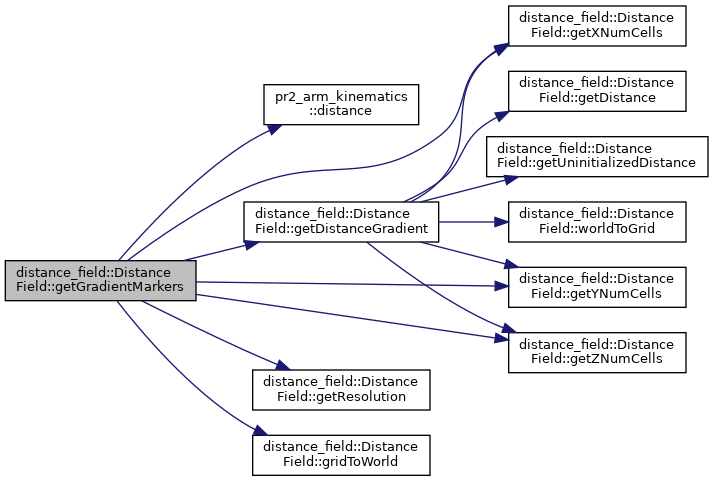 distance_field::Distance
Field::getXNumCells
pr2_arm_kinematics
::distance
distance_field::Distance
Field::getDistance
distance_field::Distance
Field::getUninitializedDistance
distance_field::Distance
Field::getDistanceGradient
distance_field::Distance
Field::worldToGrid
distance_field::Distance
Field::getGradientMarkers
distance_field::Distance
Field::getYNumCells
distance_field::Distance
Field::getZNumCells
distance_field::Distance
Field::getResolution
distance_field::Distance
Field::gridToWorld